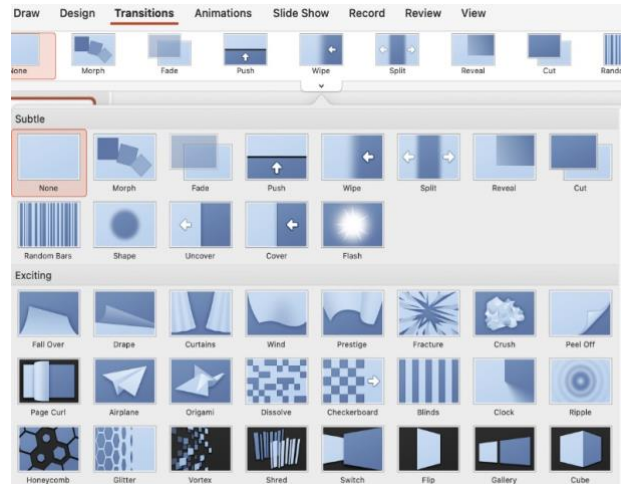 Draw Design Transitions Animations Slide Show Record Review View
None Morph Fade Push Wipe Split Reveal Cut Rand
Subtle
None Morph Fade Push Wipe Split Reveal Cut
Random Bars Shape Uncover Cover Flash
Exciting
Fall Over Drape Curtains Wind Prestige Fracture Crush Peel Off
Page Curl Airplane Origami Dissolve Checkerboard Blinds Clock Ripple
Honeycomb Glitter Vortex Shred Switch Flip Gallery Cube